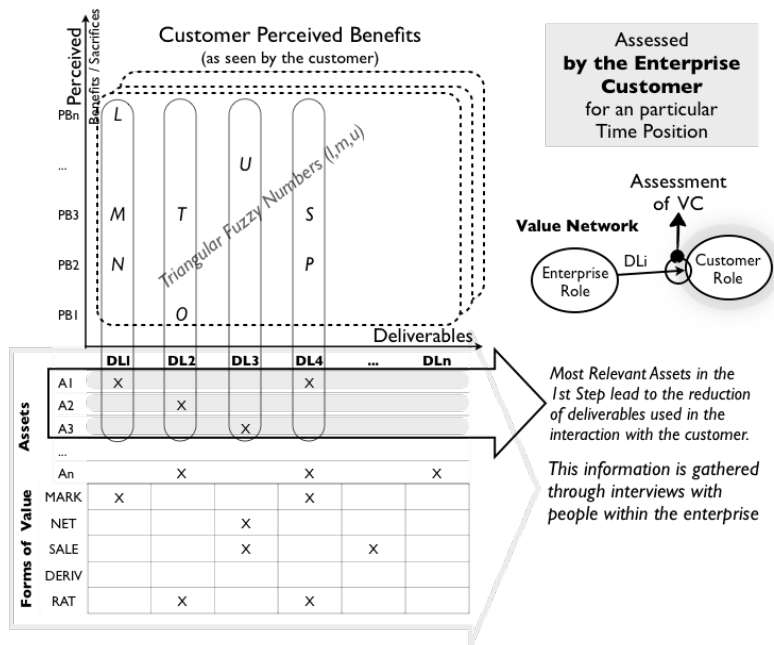 Customer Perceived Benefits
(as seen by the customer)
Perceived
Benefits / Sacrifices
PBn
L
...
U
PB3
M
T
S
PB2
N
P
PB1
O
Triangular Fuzzy Numbers (l,m,u)
Deliverables
Assessed
by the Enterprise
Customer
for an particular
Time Position
Assessment
of VC
Value Network
Enterprise
Role
DLi
Customer
Role
DL1 DL2 DL3 DL4 ... DLn
Assets
A1 X X
A2 X
A3 X
...
An X X X
Forms of Value
MARK X X
NET X
SALE X X
DERIV
RAT X X
Most Relevant Assets in the
1st Step lead to the reduction
of deliverables used in the
interaction with the customer.
This information is gathered
through interviews with
people within the enterprise